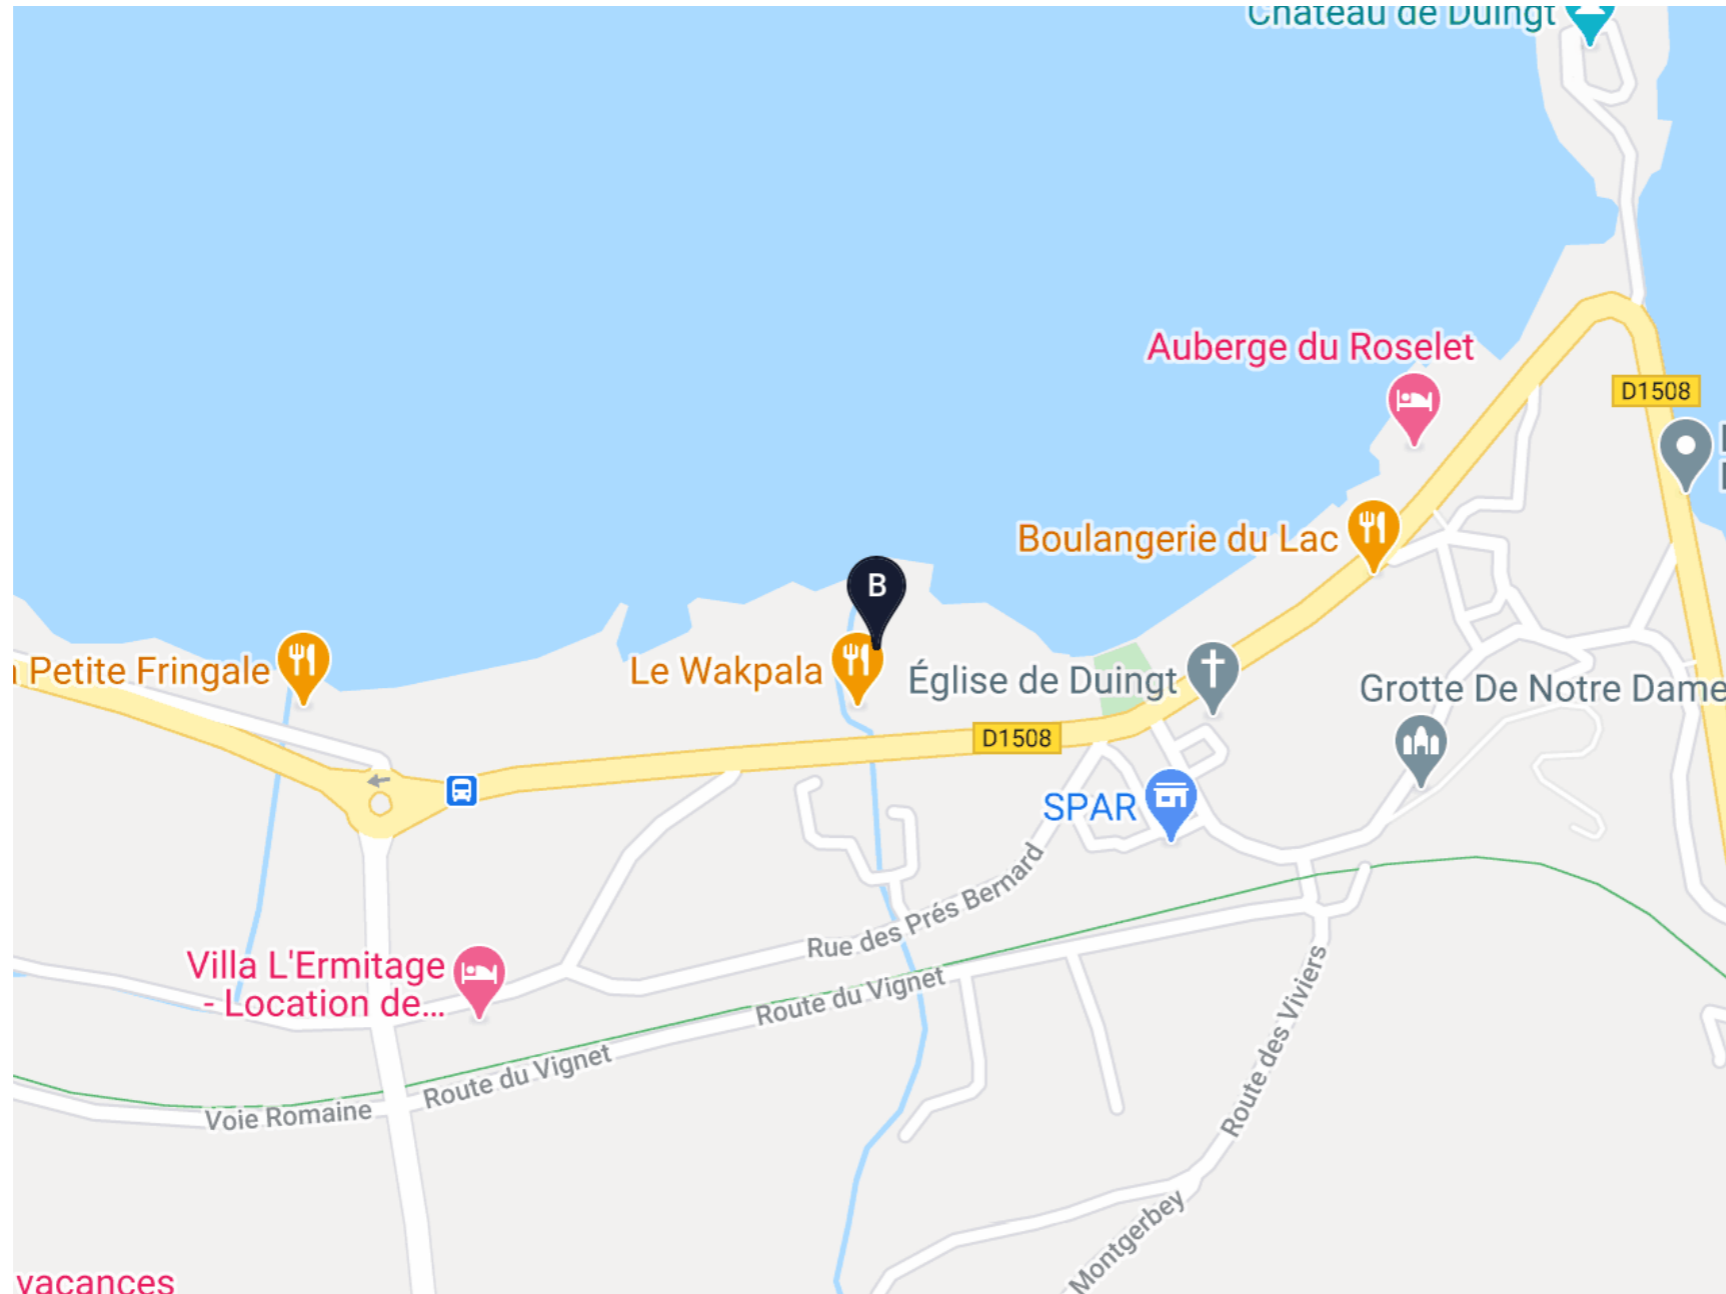 Château de Duingt
Auberge du Roselet
D1508
Boulangerie du Lac
B
Petite Fringale
Le Wakpala
Église de Duingt
Grotte De Notre Dame
D1508
SPAR
Rue des Prés Bernard
Villa L'Ermitage
- Location de...
Route du Vignet
Route du Vignet
Voie Romaine
Route des Viviers
Montgerbey
vacances